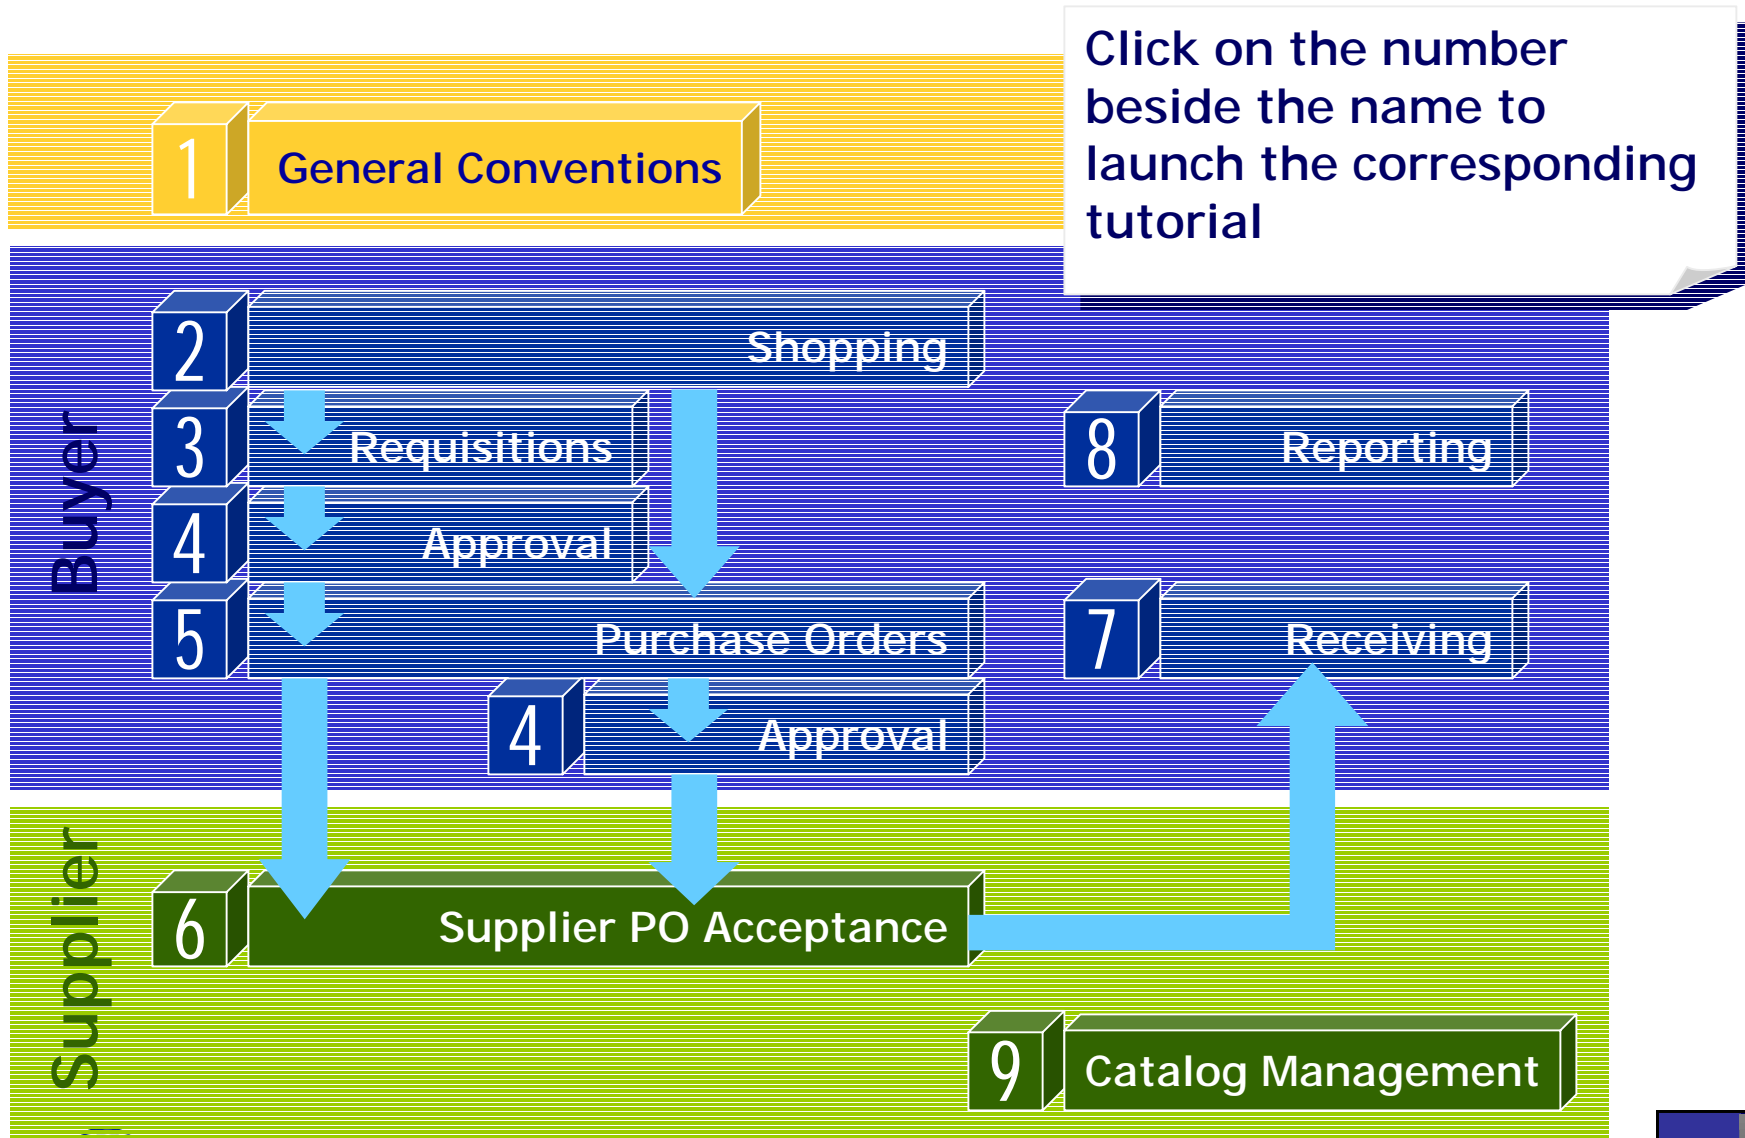 Click on the number
beside the name to
launch the corresponding
tutorial
1 General Conventions
Buyer
2 Shopping
3 Requisitions
8 Reporting
4 Approval
5 Purchase Orders
7 Receiving
4 Approval
Supplier
6 Supplier PO Acceptance
9 Catalog Management